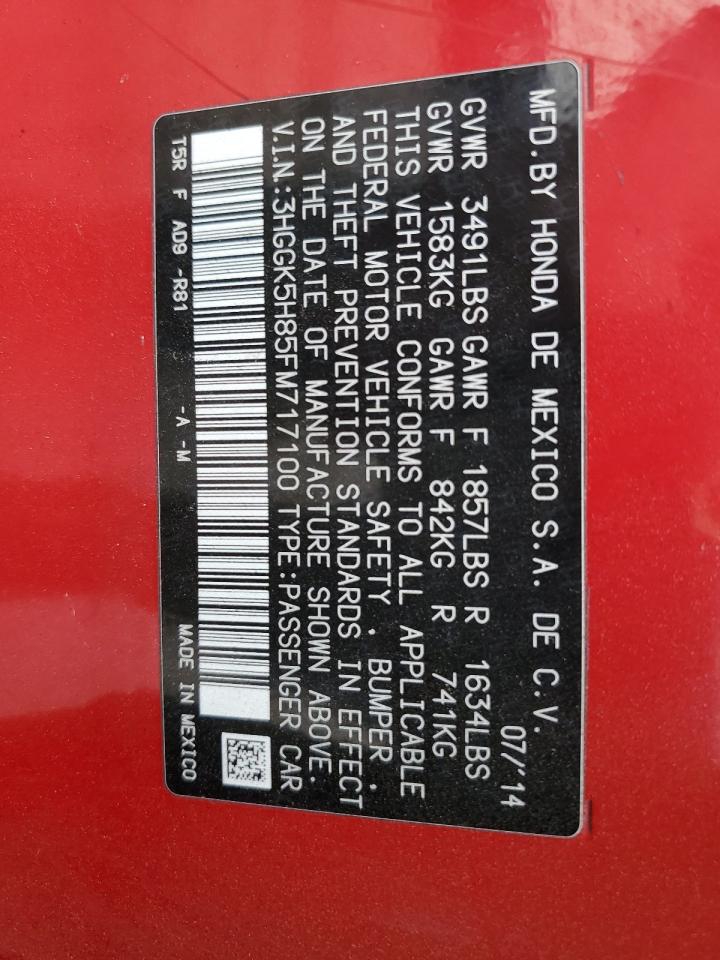 MFD.BY HONDA DE MEXICO S.A. DE C.V.
07/'14
GVWR 3491LBS GAWR F 1857LBS R 1634LBS
GVWR 1583KG GAWR F 842KG R 741KG
THIS VEHICLE CONFORMS TO ALL APPLICABLE
FEDERAL MOTOR VEHICLE SAFETY, BUMPER,
AND THEFT PREVENTION STANDARDS IN EFFECT
ON THE DATE OF MANUFACTURE SHOWN ABOVE.
V.I.N.:3HGGK5H85FM717100 TYPE:PASSENGER CAR
T5R F AD9 -R81 -A -M MADE IN MEXICO